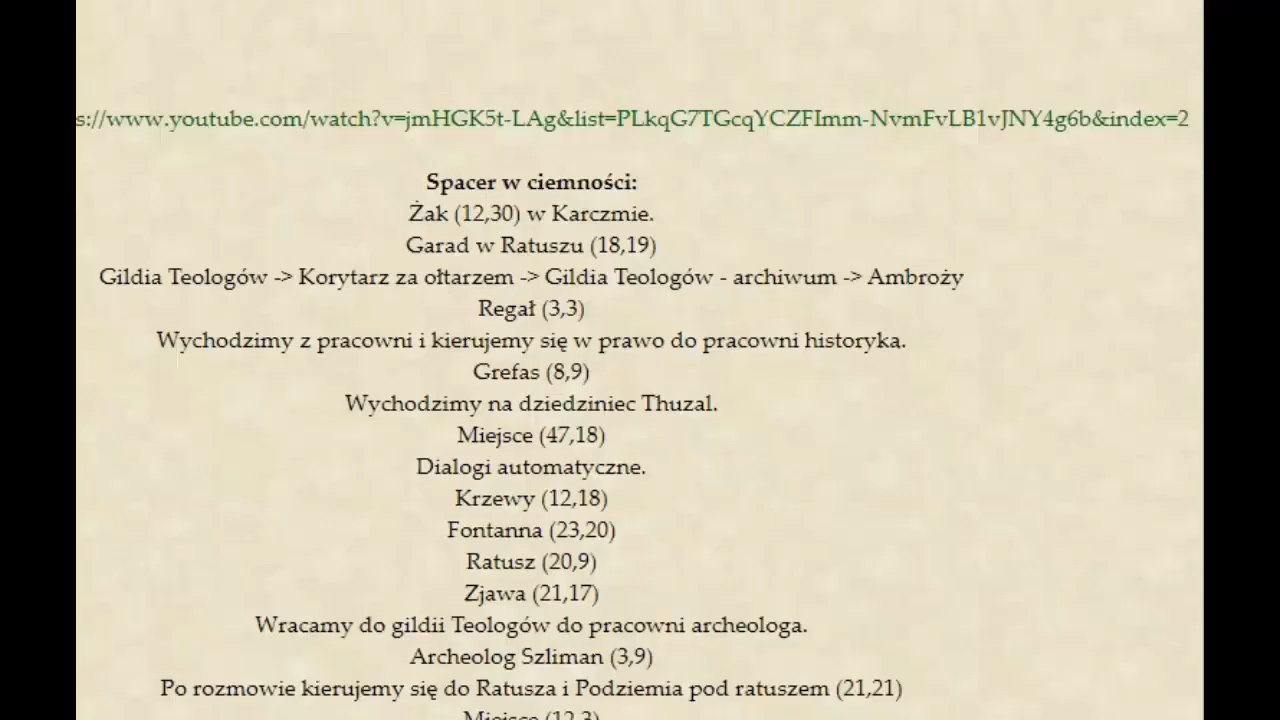 s://www.youtube.com/watch?v=jmHGK5t-LAg&list=PLkqG7TGcqYCZFImm-NvmFvLB1vJNY4g6b&index=2
Spacer w ciemności:
Żak (12,30) w Karczmie.
Garad w Ratuszu (18,19)
Gildia Teologów -> Korytarz za ołtarzem -> Gildia Teologów - archiwum -> Ambroży
Regał (3,3)
Wychodzimy z pracowni i kierujemy się w prawo do pracowni historyka.
Grefas (8,9)
Wychodzimy na dziedziniec Thuzal.
Miejsce (47,18)
Dialogi automatyczne.
Krzewy (12,18)
Fontanna (23,20)
Ratusz (20,9)
Zjawa (21,17)
Wracamy do gildii Teologów do pracowni archeologa.
Archeolog Szliman (3,9)
Po rozmowie kierujemy się do Ratusza i Podziemia pod ratuszem (21,21)
Miejsce (12,3)